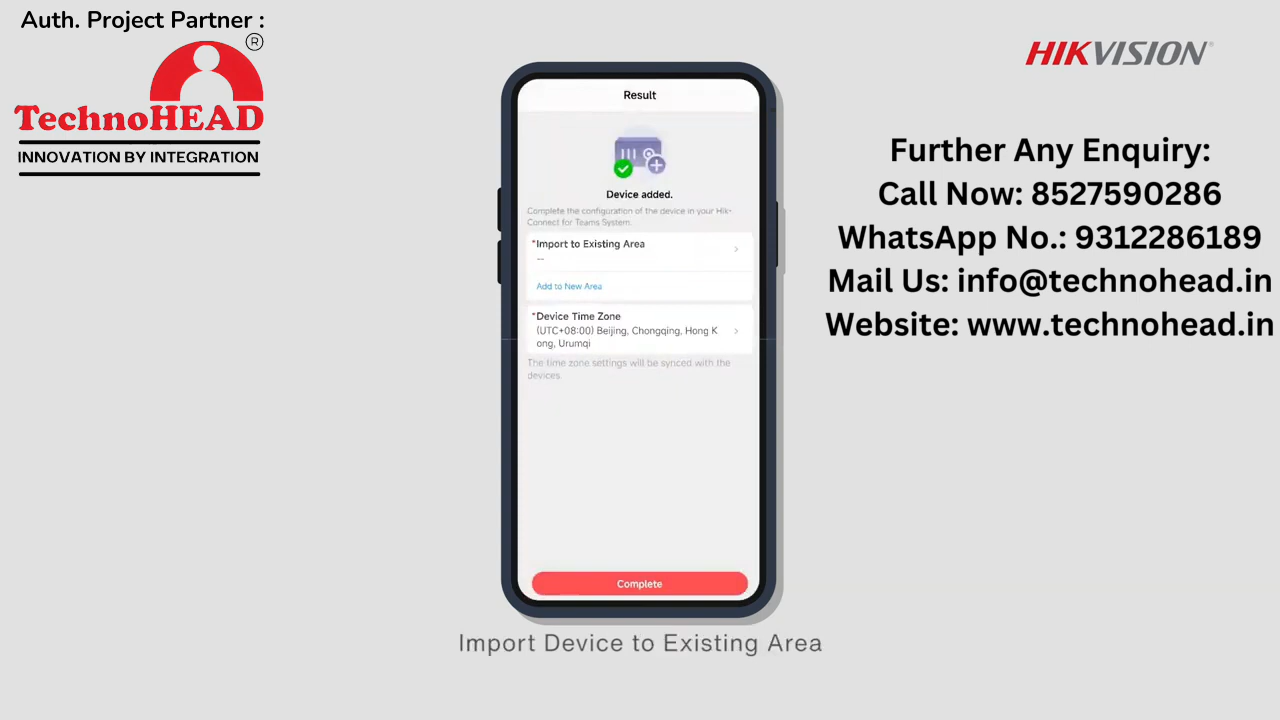 Auth. Project Partner :
®
TechnoHEAD
INNOVATION BY INTEGRATION
HIKVISION®
Result
Device added.
Complete the configuration of the device in your Hik-
Connect for Teams System.
*Import to Existing Area
--
Add to New Area
*Device Time Zone
(UTC+08:00) Beijing, Chongqing, Hong K
ong, Urumqi
The time zone settings will be synced with the
devices.
Complete
Import Device to Existing Area
Further Any Enquiry:
Call Now: 8527590286
WhatsApp No.: 9312286189
Mail Us: info@technohead.in
Website: www.technohead.in